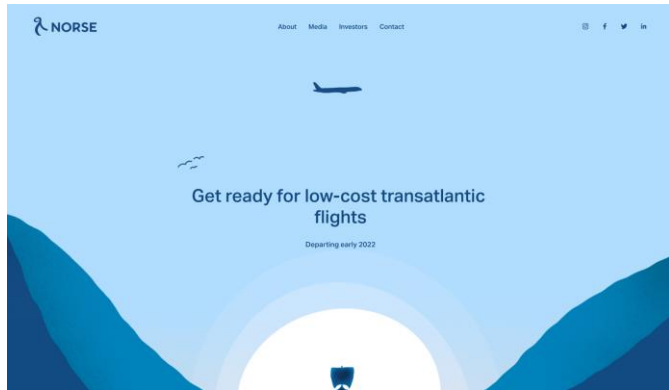 NORSE
About Media Investors Contact
Get ready for low-cost transatlantic
flights
Departing early 2022